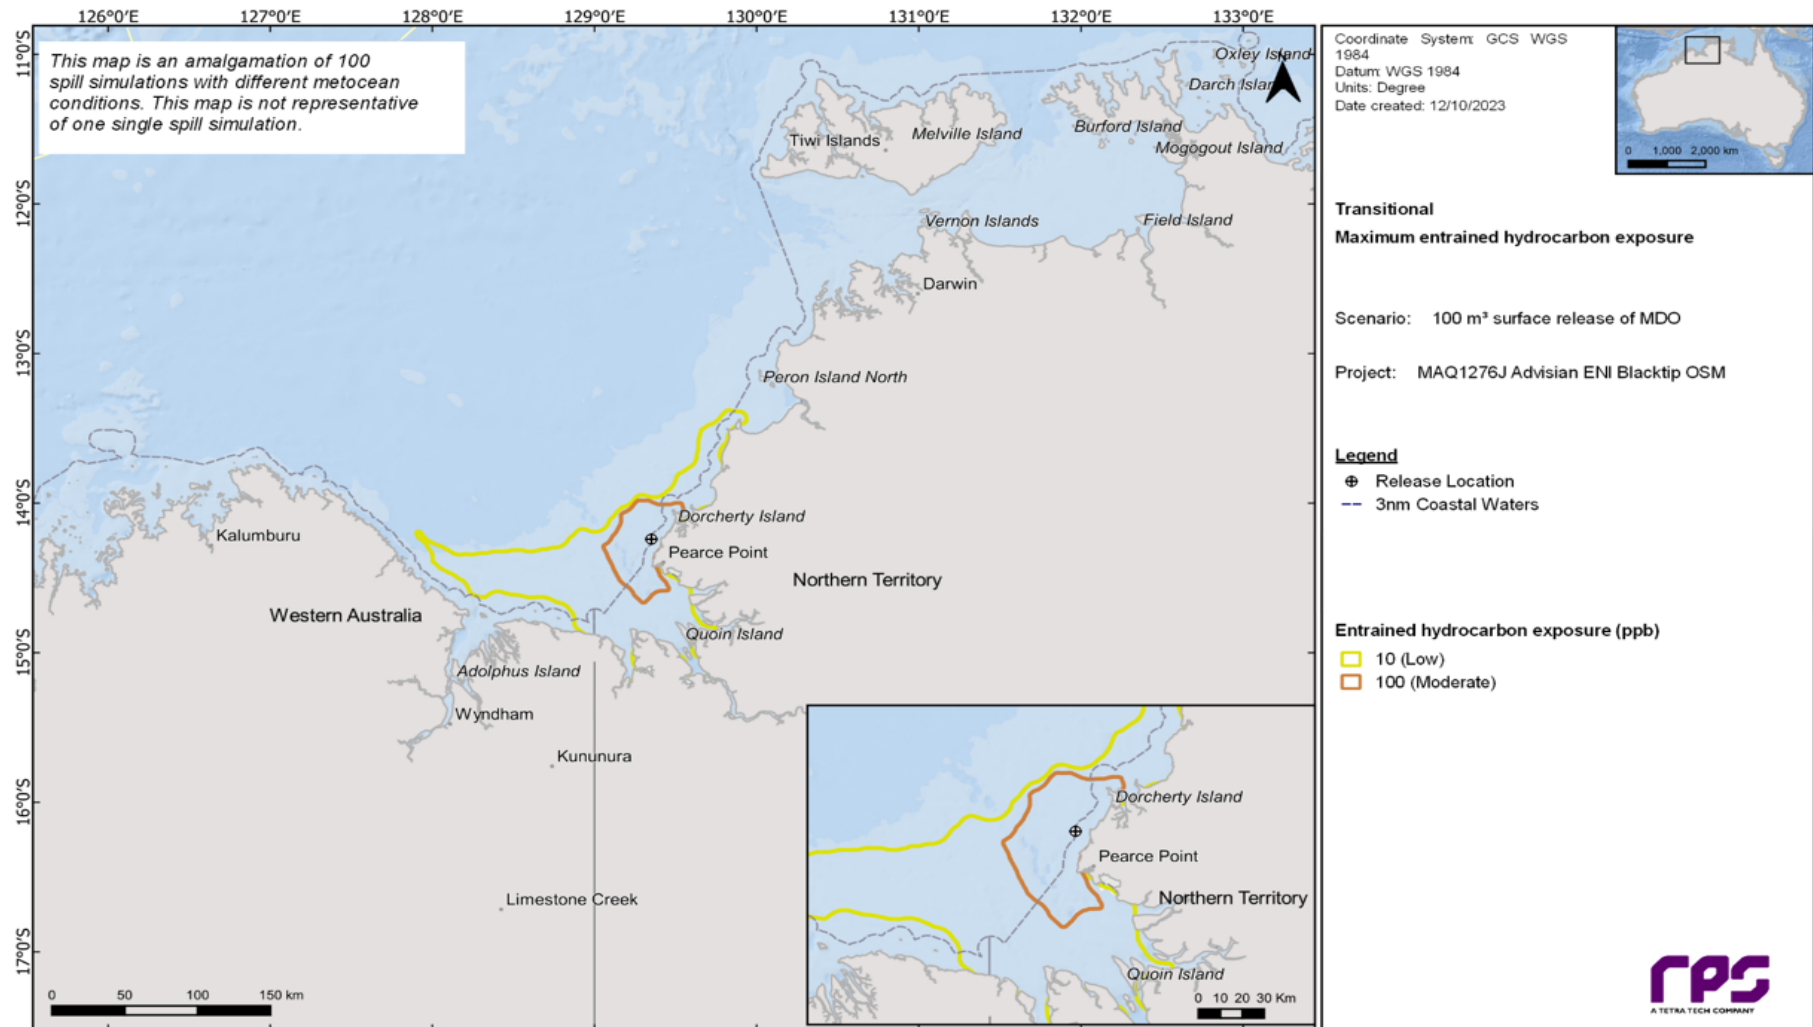 126°0'E 127°0'E 128°0'E 129°0'E 130°0'E 131°0'E 132°0'E 133°0'E
11°0'S
12°0'S
13°0'S
14°0'S
15°0'S
16°0'S
17°0'S
This map is an amalgamation of 100
spill simulations with different metocean
conditions. This map is not representative
of one single spill simulation.
Oxley Island
Darch Islan
Burford Island
Mogogout Island
Melville Island
Tiwi Islands
Vernon Islands
Field Island
Darwin
Peron Island North
Dorcherty Island
Pearce Point
Northern Territory
Kalumburu
Western Australia
Quoin Island
Adolphus Island
Wyndham
Kununura
Limestone Creek
0 50 100 150 km
Dorcherty Island
Pearce Point
Northern Territory
Quoin Island
0 10 20 30 Km
Coordinate System: GCS WGS
1984
Datum: WGS 1984
Units: Degree
Date created: 12/10/2023
0 1,000 2,000 km
Transitional
Maximum entrained hydrocarbon exposure
Scenario: 100 m³ surface release of MDO
Project: MAQ1276J Advisian ENI Blacktip OSM
Legend
Release Location
3nm Coastal Waters
Entrained hydrocarbon exposure (ppb)
10 (Low)
100 (Moderate)
rps
A TETRA TECH COMPANY